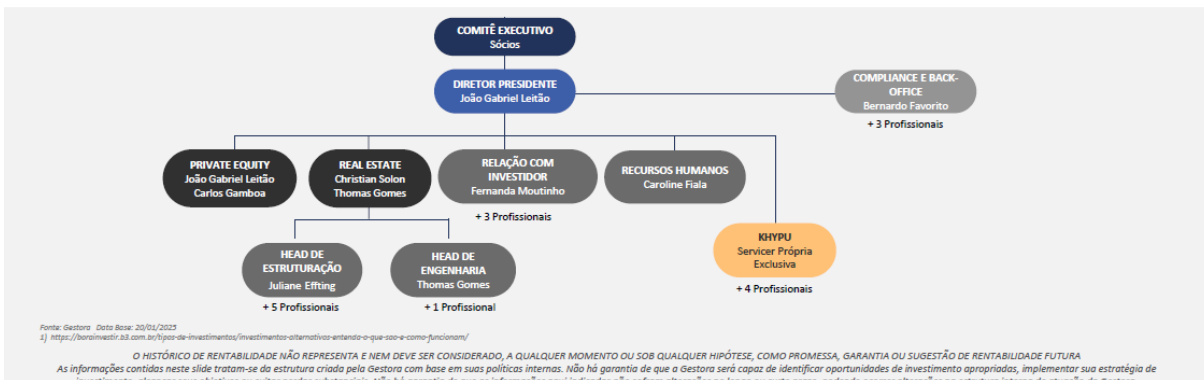 COMITÊ EXECUTIVO
Sócios
DIRETOR PRESIDENTE
João Gabriel Leitão
COMPLIANCE E BACK-
OFFICE
Bernardo Favorito
+ 3 Profissionais
PRIVATE EQUITY
João Gabriel Leitão
Carlos Gamboa
REAL ESTATE
Christian Solon
Thomas Gomes
RELAÇÃO COM
INVESTIDOR
Fernanda Moutinho
+ 3 Profissionais
RECURSOS HUMANOS
Caroline Fiala
KHYPU
Servicer Própria
Exclusiva
+ 4 Profissionais
HEAD DE
ESTRUTURAÇÃO
Juliane Effting
+ 5 Profissionais
HEAD DE
ENGENHARIA
Thomas Gomes
+ 1 Profissional
Fonte: Gestora Data Base: 20/01/2025
1) https://borainvestir.b3.com.br/tipos-de-investimentos/investimentos-alternativos-entenda-o-que-sao-e-como-funcionam/
O HISTÓRICO DE RENTABILIDADE NÃO REPRESENTA E NEM DEVE SER CONSIDERADO, A QUALQUER MOMENTO OU SOB QUALQUER HIPÓTESE, COMO PROMESSA, GARANTIA OU SUGESTÃO DE RENTABILIDADE FUTURA
As informações contidas neste slide tratam-se da estrutura criada pela Gestora com base em suas políticas internas. Não há garantia de que a Gestora será capaz de identificar oportunidades de investimento apropriadas, implementar sua estratégia de